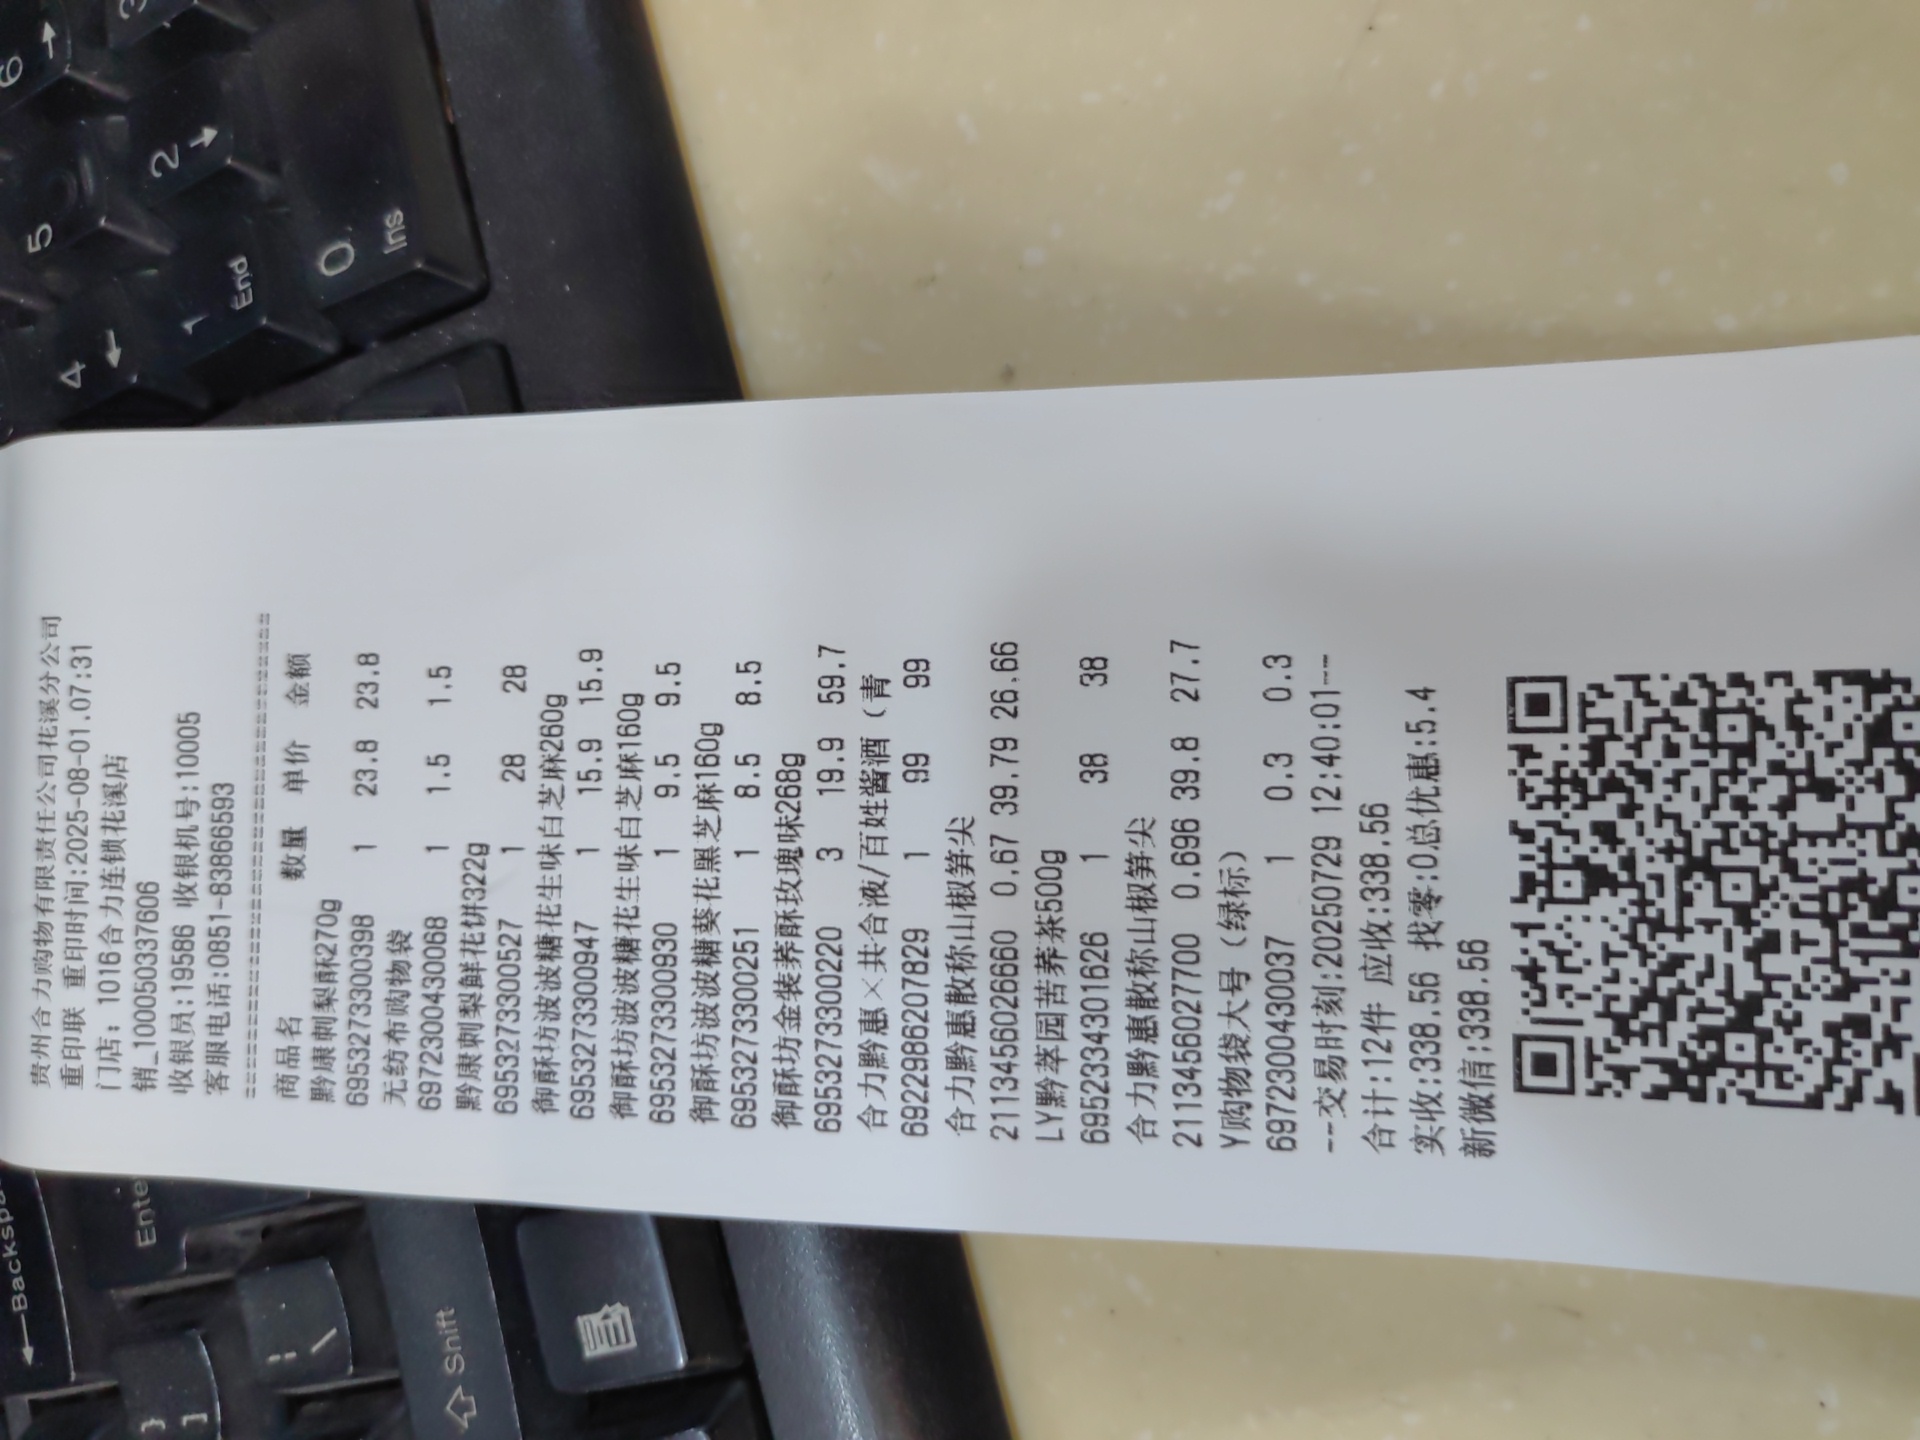 贵州合力购物有限责任公司花溪分公司
重印联 重印时间:2025-08-01.07:31
门店: 1016合力连锁花溪店
销_1000503337606
收银员:19586 收银机号:10005
客服电话:0851-83866593
商品名 数量 单价 金额
黔康刺梨酥270g
6953273300398 1 23.8 23.8
无纺布购物袋
6972300430068 1 1.5 1.5
黔康刺梨鲜花饼322g
6953273300527 1 28 28
御酥坊波波糖花生味白芝麻260g
6953273300947 1 15.9 15.9
御酥坊波波糖花生味白芝麻160g
6953273300930 1 9.5 9.5
御酥坊波波糖葵花黑芝麻160g
6953273300251 1 8.5 8.5
御酥坊金装荞酥玫瑰味268g
6953273300220 3 19.9 59.7
合力黔惠×共合液/百姓酱酒(青
6922986207829 1 99 99
合力黔惠散称山椒笋尖
2113456026660 0.67 39.79 26.66
LY黔萃园苦荞茶500g
6952334301626 1 38 38
合力黔惠散称山椒笋尖
2113456027700 0.696 39.8 27.7
Y购物袋大号(绿标)
6972300430037 1 0.3 0.3
--交易时刻:20250729 12:40:01--
合计:12件 应收:338.56
实收:338.56 找零:0总优惠:5.4
新微信:338.56
6 →
5
2 ↓
4 ←
1 End
0 Ins
←Backspa
Ente
⇧ Shift